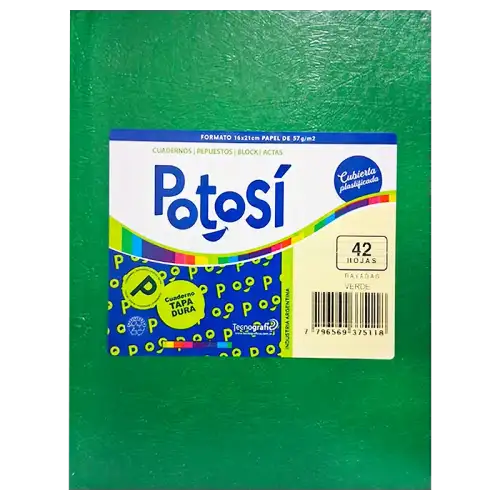 FORMATO 16x21cm PAPEL DE 57g/m2
CUADERNOS | REPUESTOS | BLOCK | ACTAS
Potosí
Cubierta
plastificada
42
HOJAS
RAYADAS
VERDE
P
Cuaderno
TAPA
DURA
Tecnografic
INDUSTRIA ARGENTINA
7 796569 375118